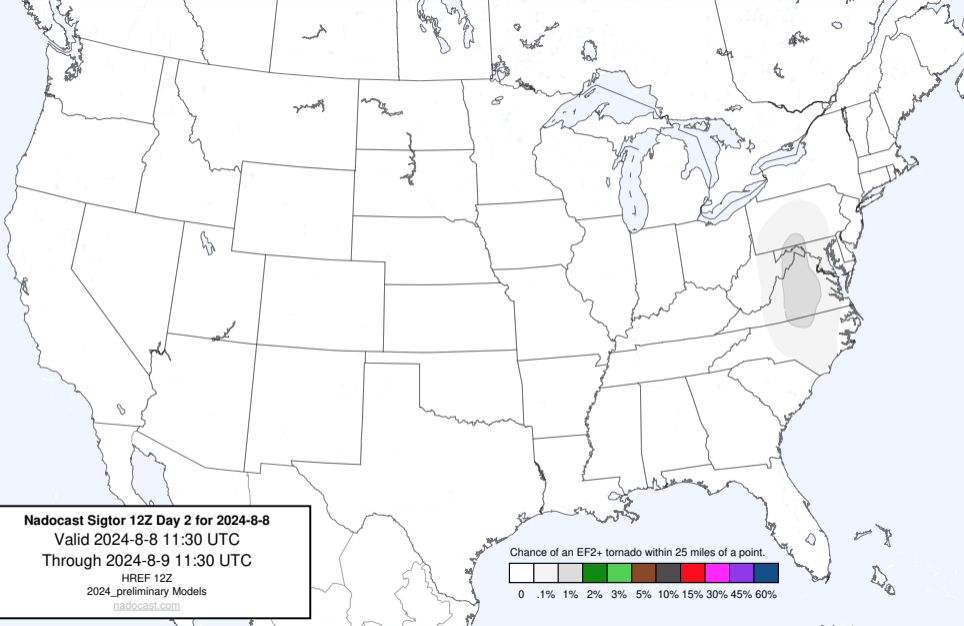 Nadocast Sigtor 12Z Day 2 for 2024-8-8
Valid 2024-8-8 11:30 UTC
Through 2024-8-9 11:30 UTC
HREF 12Z
2024_preliminary Models
nadocast.com
Chance of an EF2+ tornado within 25 miles of a point.
0 .1% 1% 2% 3% 5% 10% 15% 30% 45% 60%